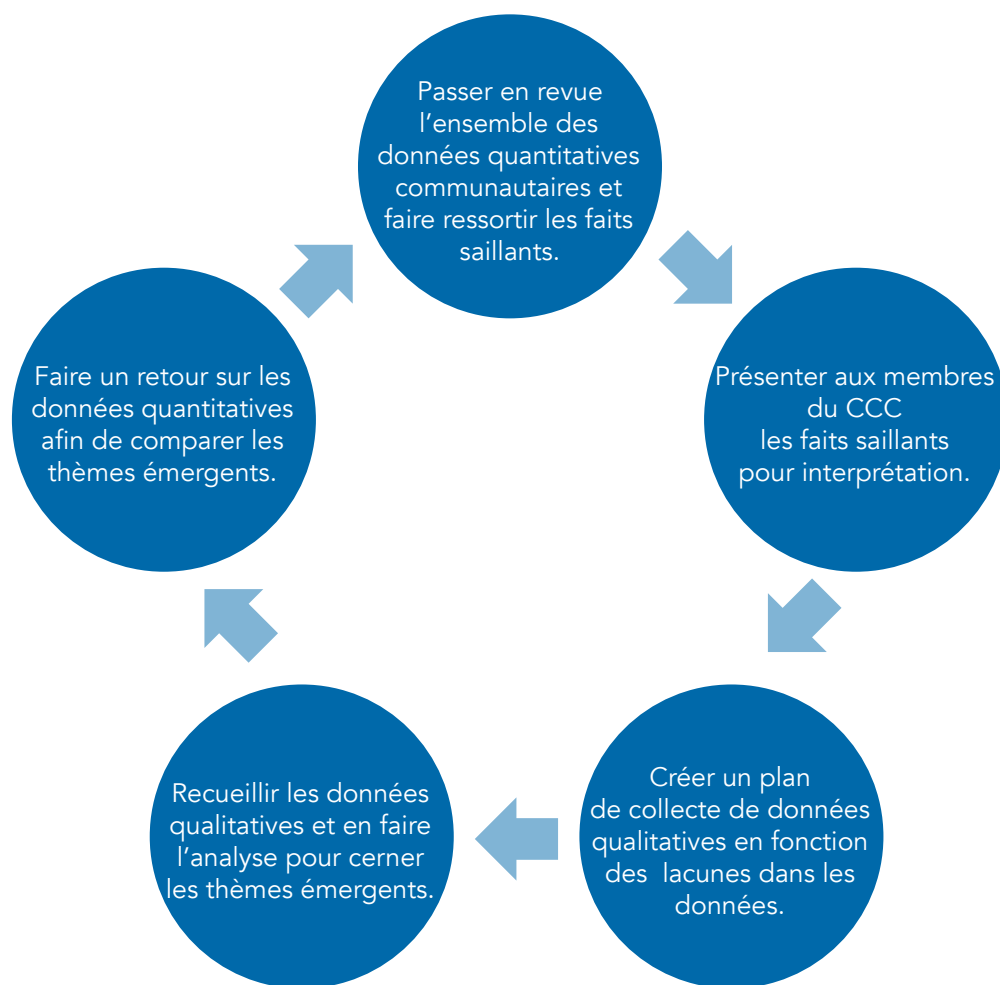 Passer en revue
l’ensemble des
données quantitatives
communautaires et
faire ressortir les faits
saillants.
Présenter aux membres
du CCC
les faits saillants
pour interprétation.
Créer un plan
de collecte de données
qualitatives en fonction
des lacunes dans les
données.
Recueillir les données
qualitatives et en faire
l’analyse pour cerner
les thèmes émergents.
Faire un retour sur les
données quantitatives
afin de comparer les
thèmes émergents.